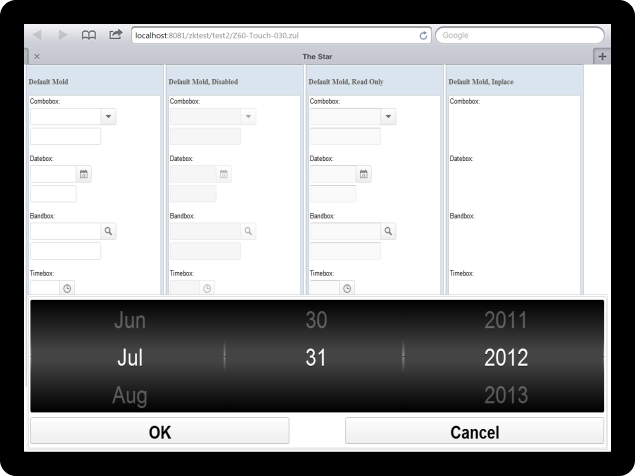 localhost:8081/zktest/test2/Z60-Touch-030.zul
Google
The Star
Default Mold
Default Mold, Disabled
Default Mold, Read Only
Default Mold, Inplace
Combobox:
Combobox:
Combobox:
Combobox:
Datebox:
Datebox:
Datebox:
Datebox:
Bandbox:
Bandbox:
Bandbox:
Bandbox:
Timebox:
Timebox:
Timebox:
Timebox:
Jun 30 2011
Jul 31 2012
Aug 2013
OK
Cancel